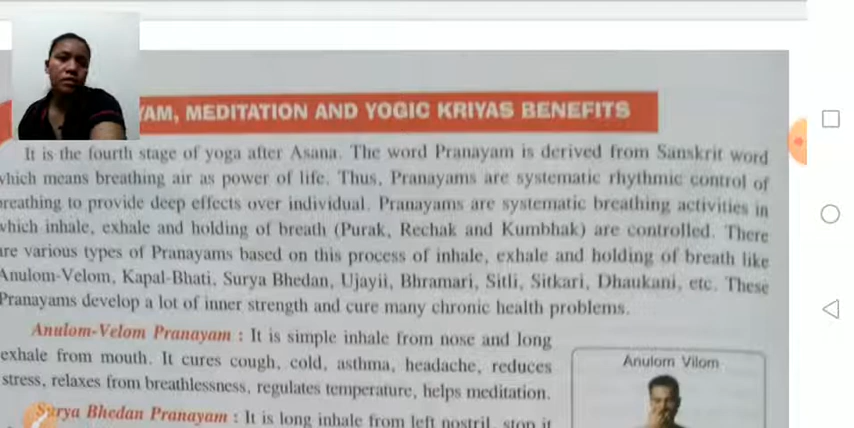 YAM, MEDITATION AND YOGIC KRIYAS BENEFITS
It is the fourth stage of yoga after Asana. The word Pranayam is derived from Sanskrit word
which means breathing air as power of life. Thus, Pranayams are systematic rhythmic control of
breathing to provide deep effects over individual. Pranayams are systematic breathing activities in
which inhale, exhale and holding of breath (Purak, Rechak and Kumbhak) are controlled. There
are various types of Pranayams based on this process of inhale, exhale and holding of breath like
Anulom-Velom, Kapal-Bhati, Surya Bhedan, Ujayii, Bhramari, Sitli, Sitkari, Dhaukani, etc. These
Pranayams develop a lot of inner strength and cure many chronic health problems.
Anulom-Velom Pranayam : It is simple inhale from nose and long
exhale from mouth. It cures cough, cold, asthma, headache, reduces
stress, relaxes from breathlessness, regulates temperature, helps meditation.
Surya Bhedan Pranayam : It is long inhale from left nostril, stop it
Anulom Vilom